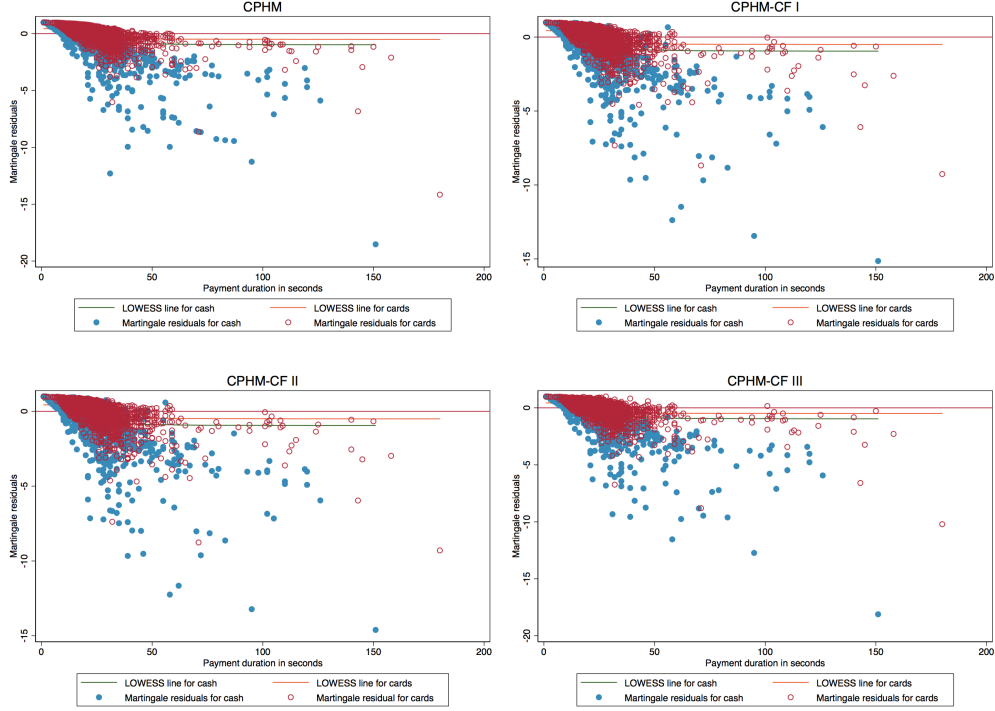 CPHM
0
-5
-10
-15
-20
Martingale residuals
0 50 100 150 200
Payment duration in seconds
LOWESS line for cash LOWESS line for cards
Martingale residuals for cash Martingale residuals for cards
CPHM-CF I
0
-5
-10
-15
Martingale residuals
0 50 100 150 200
Payment duration in seconds
LOWESS line for cash LOWESS line for cards
Martingale residuals for cash Martingale residuals for cards
CPHM-CF II
0
-5
-10
-15
Martingale residuals
0 50 100 150 200
Payment duration in seconds
LOWESS line for cash LOWESS line for cards
Martingale residuals for cash Martingale residual for cards
CPHM-CF III
0
-5
-10
-15
-20
Martingale residuals
0 50 100 150 200
Payment duration in seconds
LOWESS line for cash LOWESS line for cards
Martingale residuals for cash Martingale residuals for cards